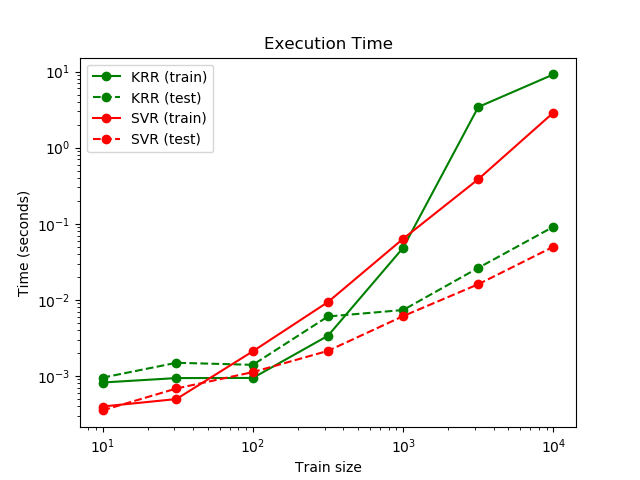 Execution Time
KRR (train)
KRR (test)
SVR (train)
SVR (test)
10¹
10⁰
10⁻¹
10⁻²
10⁻³
Time (seconds)
10¹ 10² 10³ 10⁴
Train size